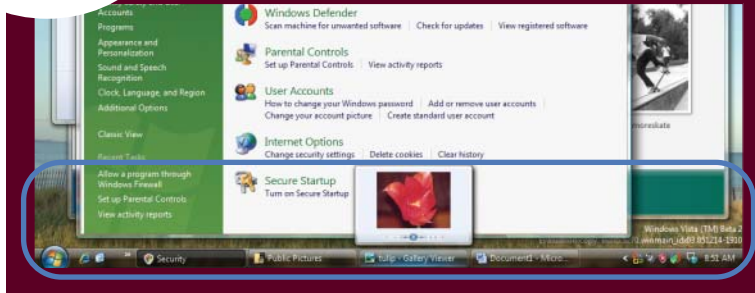 Accounts
Programs
Appearance and
Personalization
Sound and Speech
Recognition
Clock, Language, and Region
Additional Options
Classic View
Recent Tasks
Allow a program through
Windows Firewall
Set up Parental Controls
View activity reports
Windows Defender
Scan machine for unwanted software | Check for updates | View registered software
Parental Controls
Set up Parental Controls | View activity reports
User Accounts
How to change your Windows password | Add or remove user accounts
Change your account picture | Create standard user account
Internet Options
Change security settings | Delete cookies | Clear history
Secure Startup
Turn on Secure Startup
moreskate
Windows Vista (TM) Beta 2
Security
Public Pictures
tulip - Gallery Viewer
Document1 - Micro...
8:51 AM